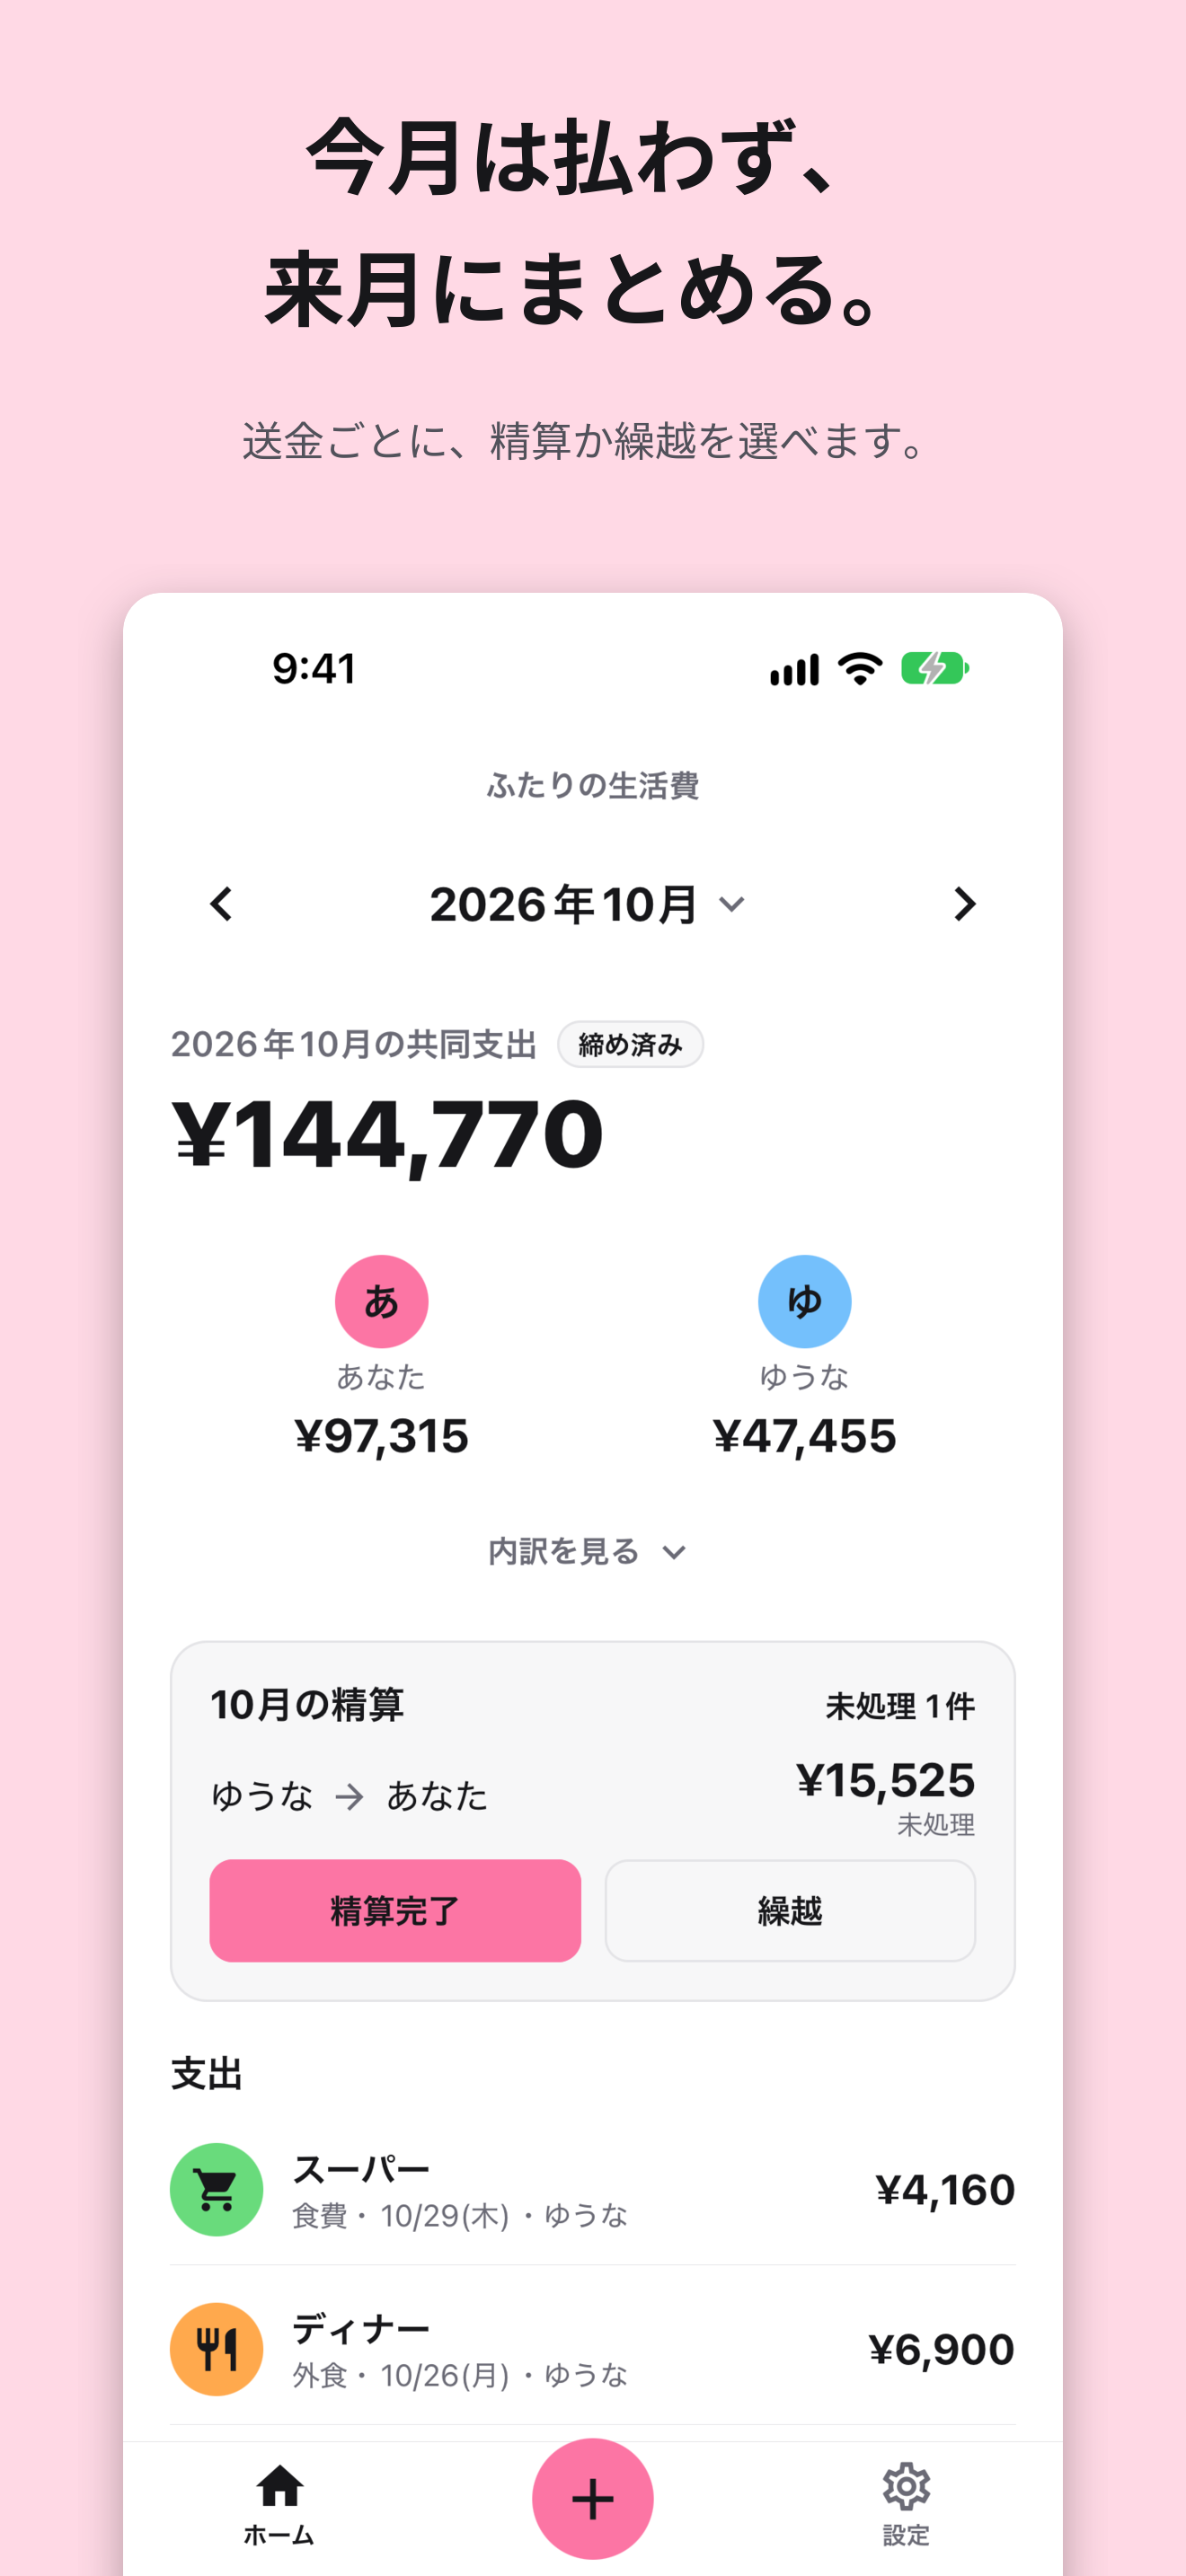 今月は払わず、
来月にまとめる。
送金ごとに、精算か繰越を選べます。
9:41
ふたりの生活費
2026年10月
2026年10月の共同支出 締め済み
¥144,770
あ ゆ
あなた ゆうな
¥97,315 ¥47,455
内訳を見る
10月の精算 未処理 1件
ゆうな → あなた ¥15,525
未処理
精算完了 繰越
支出
スーパー ¥4,160
食費・10/29(木)・ゆうな
ディナー ¥6,900
外食・10/26(月)・ゆうな
ホーム + 設定